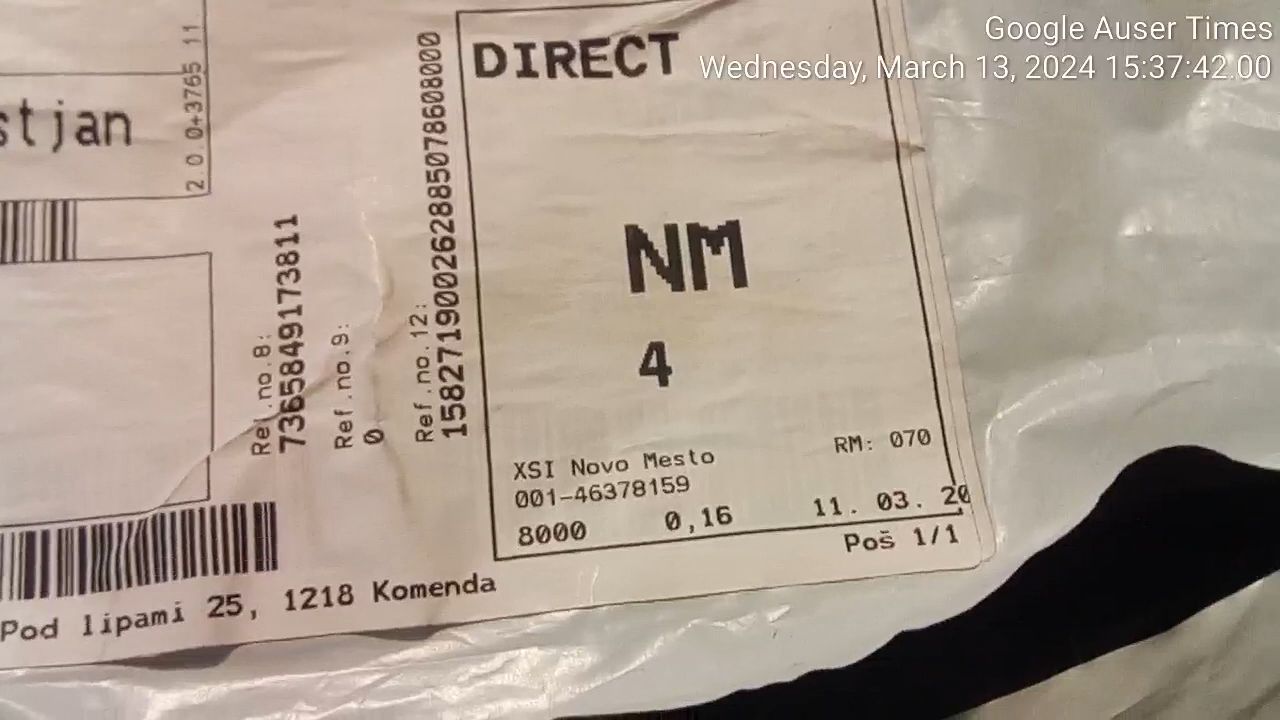 Google Auser Times
Wednesday, March 13, 2024 15:37:42.00
DIRECT
stjan
2.0.0+3765 11
Ref.no.8:
7365849173811
Ref.no.9:
0
Ref.no.12:
158271900262885078608000
NM
4
XSI Novo Mesto
RM: 070
001-46378159
8000 0,16 11. 03. 20
Poš 1/1
Pod lipami 25, 1218 Komenda